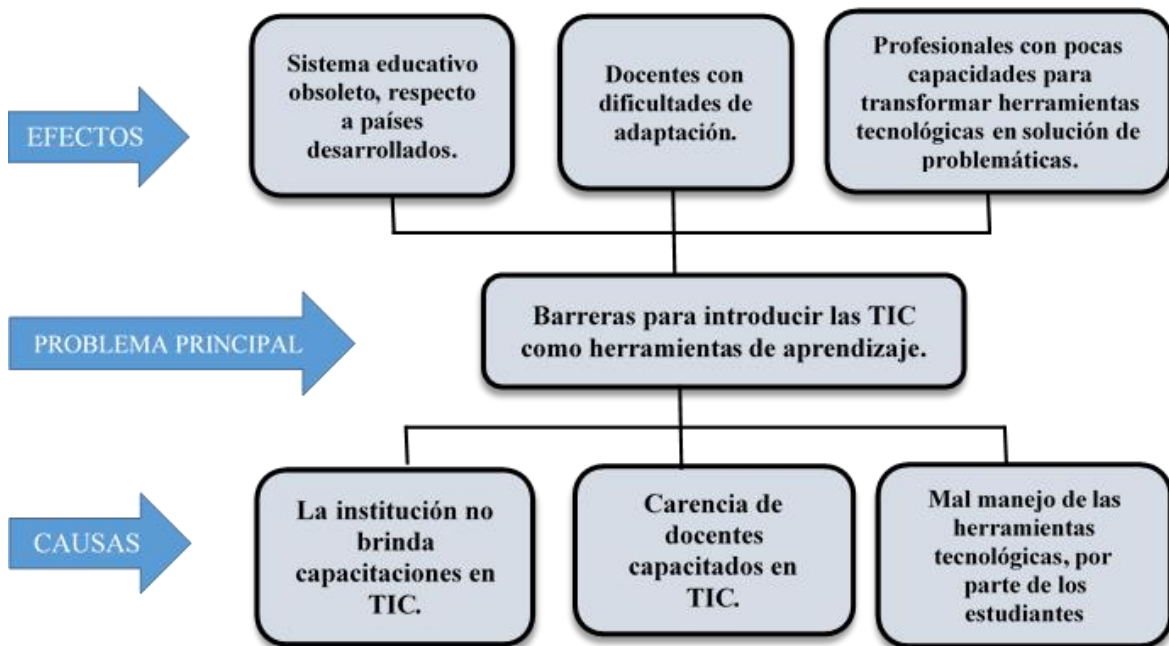 EFECTOS
Sistema educativo
obsoleto, respecto
a países
desarrollados.
Docentes con
dificultades de
adaptación.
Profesionales con pocas
capacidades para
transformar herramientas
tecnológicas en solución de
problemáticas.
PROBLEMA PRINCIPAL
Barreras para introducir las TIC
como herramientas de aprendizaje.
CAUSAS
La institución no
brinda
capacitaciones en
TIC.
Carencia de
docentes
capacitados en
TIC.
Mal manejo de las
herramientas
tecnológicas, por
parte de los
estudiantes